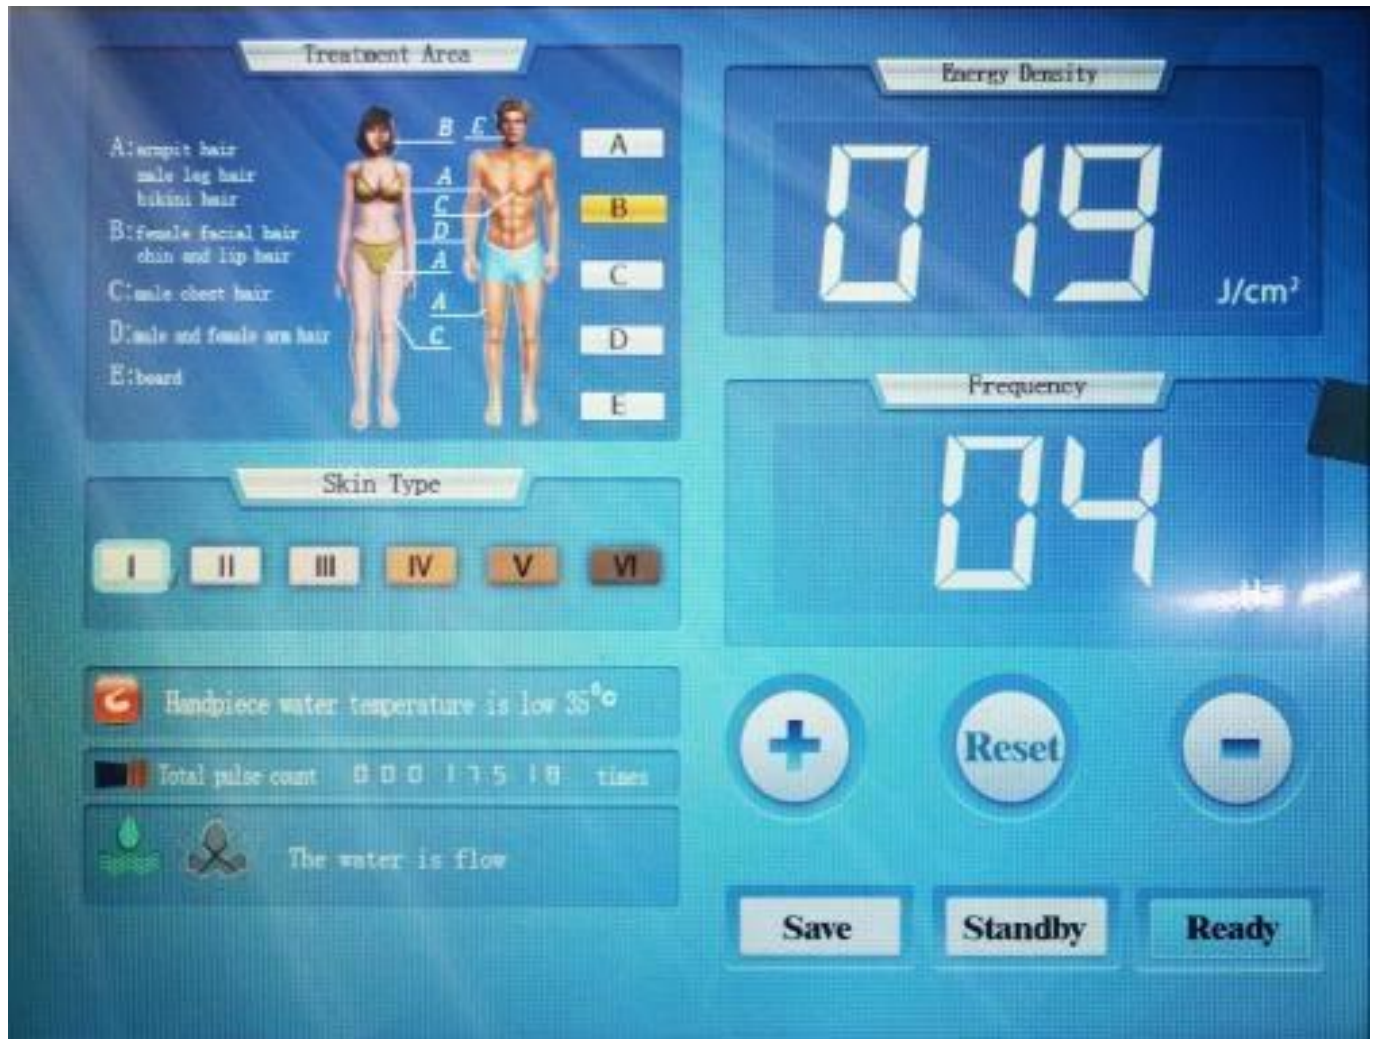 Treatment Area
A:armpit hair
male leg hair
bikini hair
B:female facial hair
chin and lip hair
C:male chest hair
D:male and female arm hair
E:beard
B E
A
C
D
A
A
C
A
B
C
D
E
Skin Type
I II III IV V VI
Handpiece water temperature is low 35°C
Total pulse count 00017518 times
The water is flow
Energy Density
019
J/cm²
Frequency
04
Hz
+ Reset -
Save Standby Ready